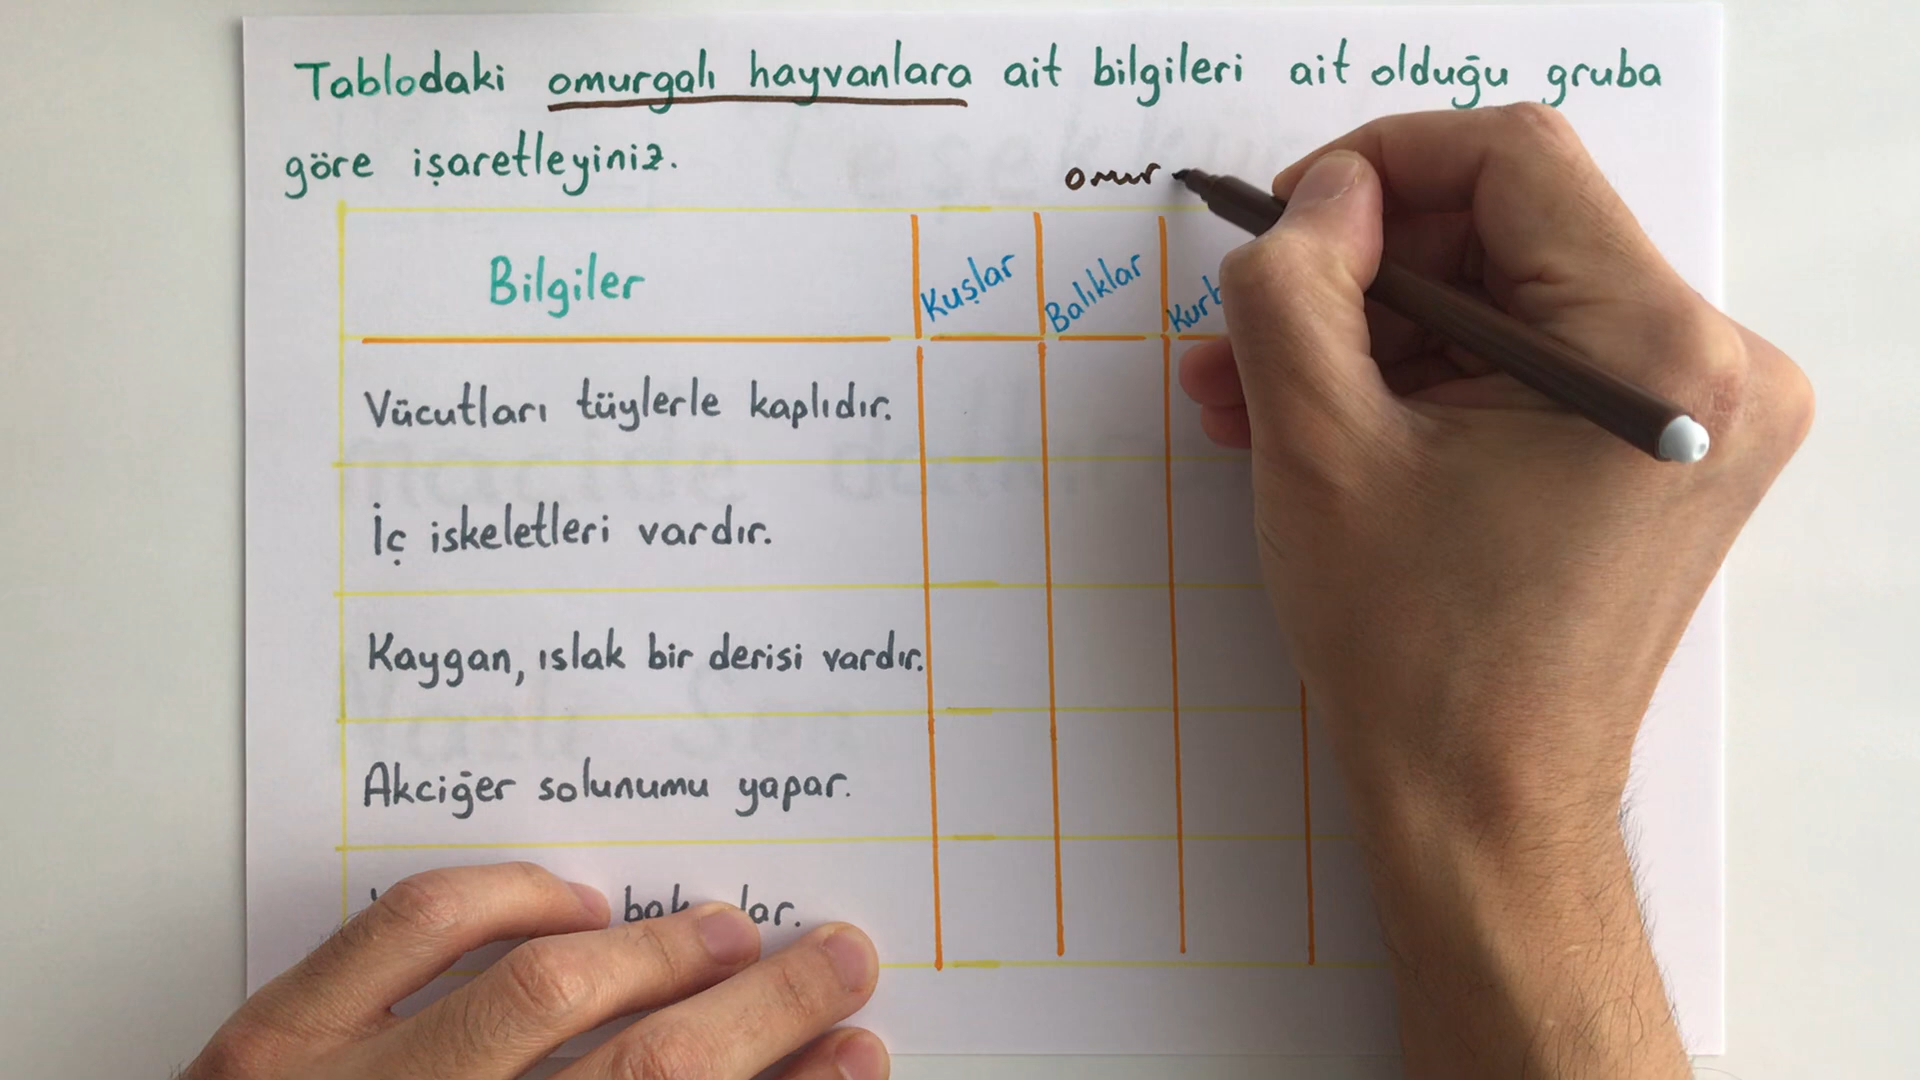 Tablodaki omurgalı hayvanlara ait bilgileri ait olduğu gruba
göre işaretleyiniz.
omur
Bilgiler
Kuşlar
Balıklar
Vücutları tüylerle kaplıdır.
İç iskeletleri vardır.
Kaygan, ıslak bir derisi vardır.
Akciğer solunumu yapar.